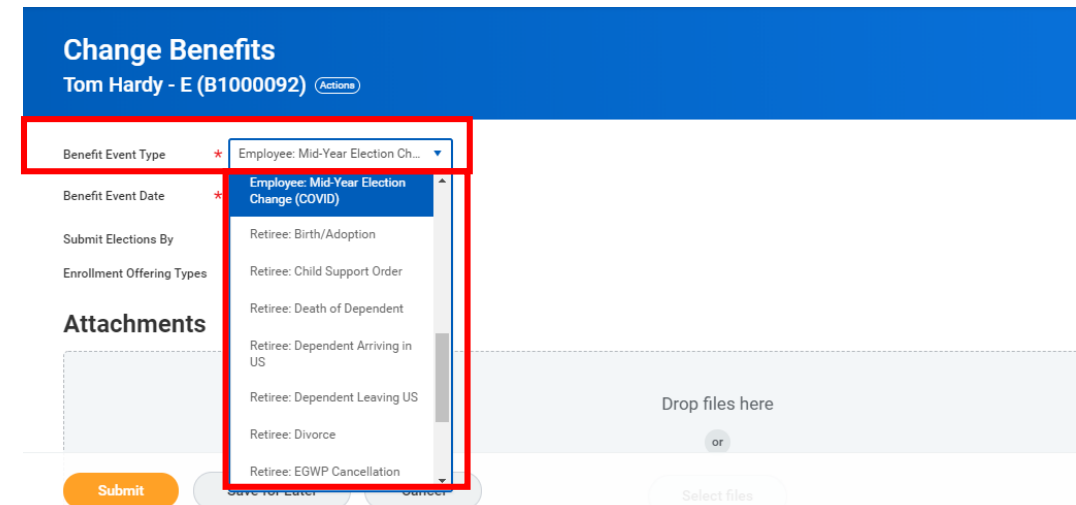 Change Benefits
Tom Hardy - E (B1000092) Actions
Benefit Event Type * Employee: Mid-Year Election Ch...
Benefit Event Date *
Employee: Mid-Year Election
Change (COVID)
Submit Elections By
Retiree: Birth/Adoption
Enrollment Offering Types
Retiree: Child Support Order
Retiree: Death of Dependent
Attachments
Retiree: Dependent Arriving in
US
Retiree: Dependent Leaving US
Retiree: Divorce
Retiree: EGWP Cancellation
Drop files here
or
Select files
Submit
Save for Later
Cancel